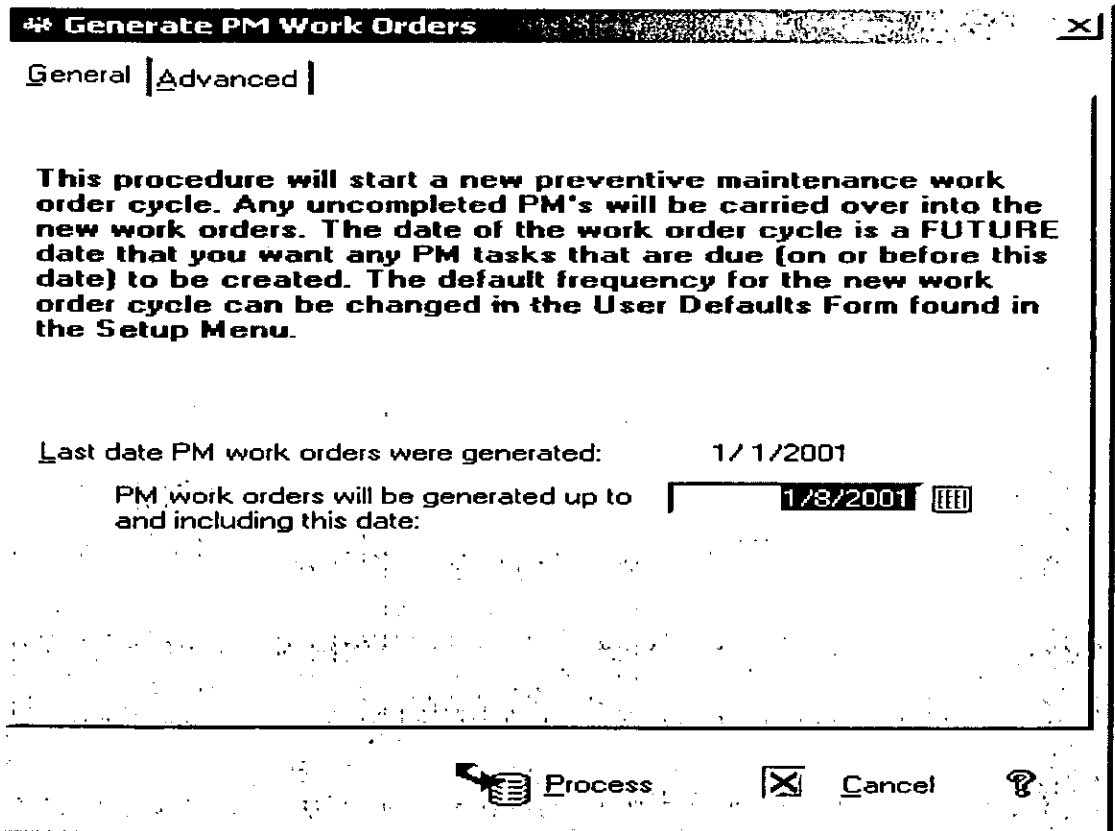 Generate PM Work Orders
General Advanced
This procedure will start a new preventive maintenance work
order cycle. Any uncompleted PM's will be carried over into the
new work orders. The date of the work order cycle is a FUTURE
date that you want any PM tasks that are due (on or before this
date) to be created. The default frequency for the new work
order cycle can be changed in the User Defaults Form found in
the Setup Menu.
Last date PM work orders were generated: 1/ 1/2001
PM work orders will be generated up to 1/8/2001
and including this date:
Process Cancel ?